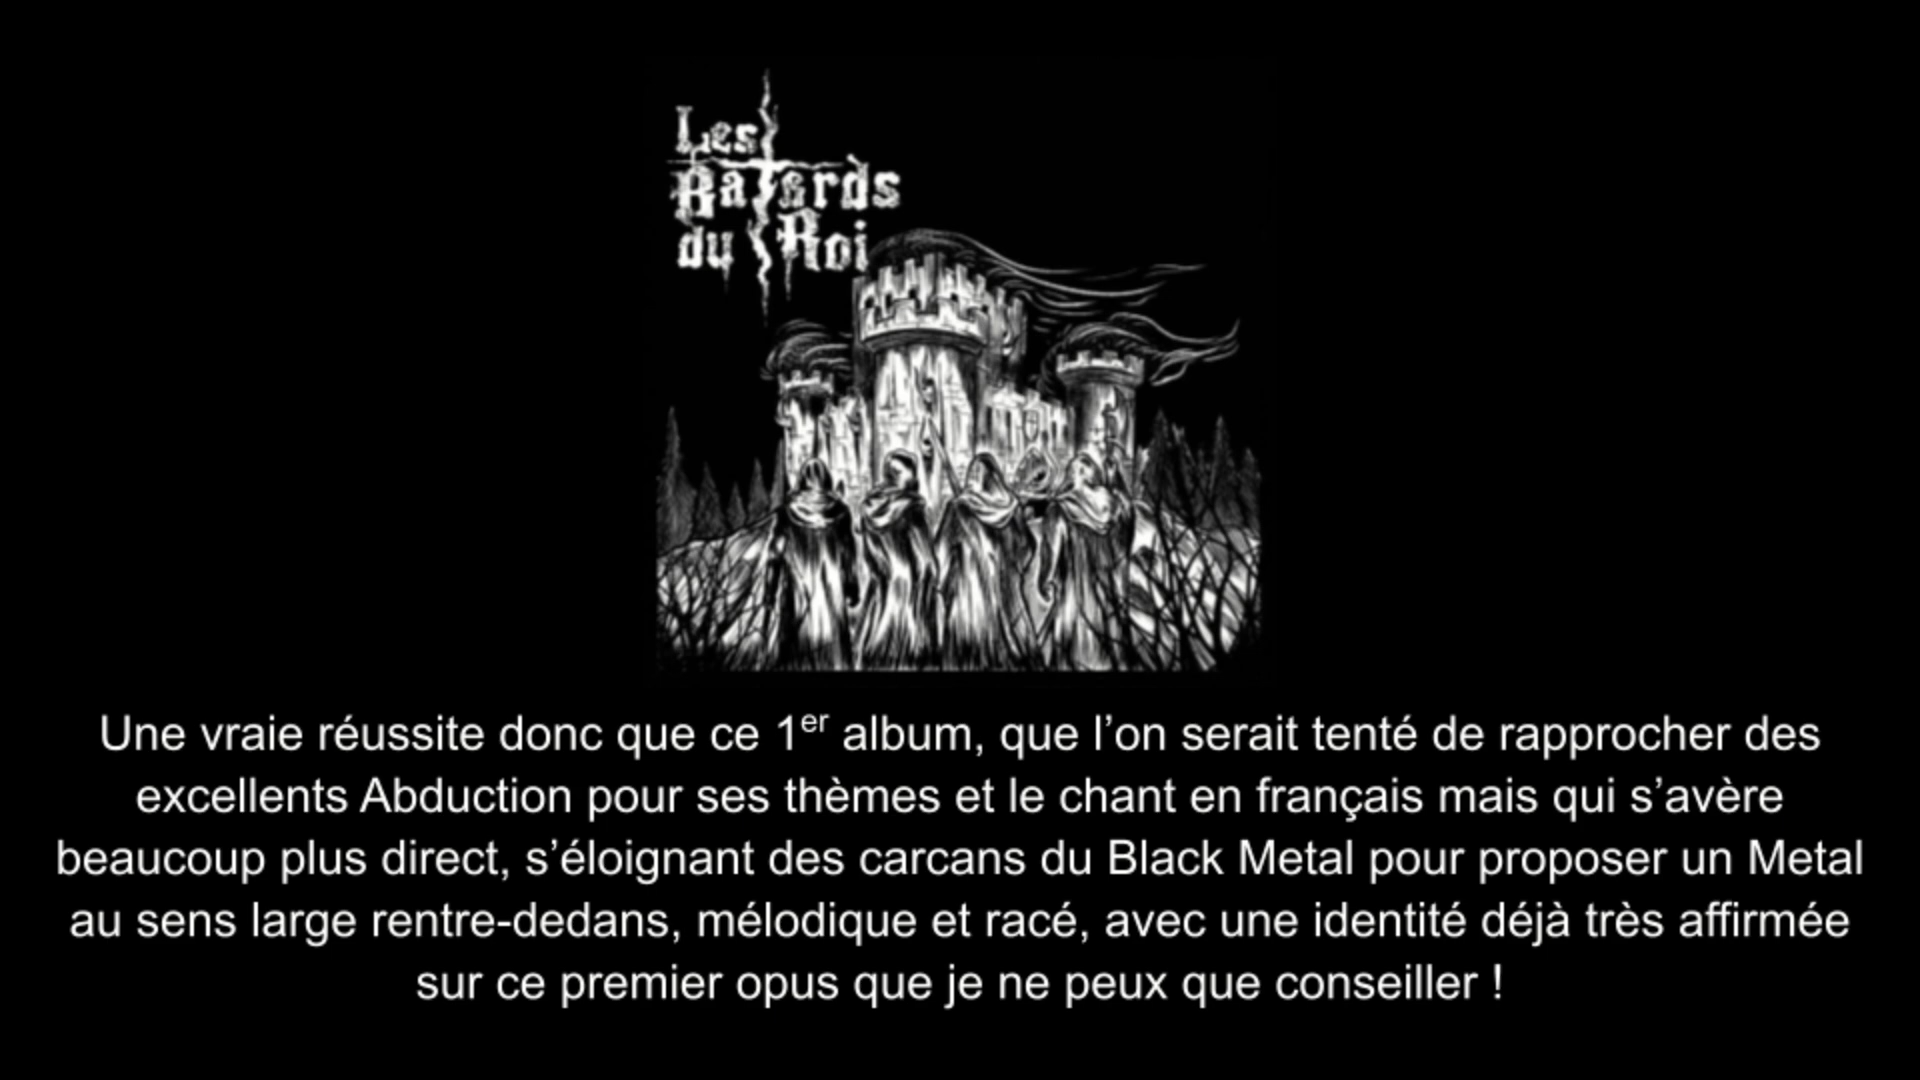 Les
Batards
du Roi
Une vraie réussite donc que ce 1er album, que l’on serait tenté de rapprocher des
excellents Abduction pour ses thèmes et le chant en français mais qui s’avère
beaucoup plus direct, s’éloignant des carcans du Black Metal pour proposer un Metal
au sens large rentre-dedans, mélodique et racé, avec une identité déjà très affirmée
sur ce premier opus que je ne peux que conseiller !